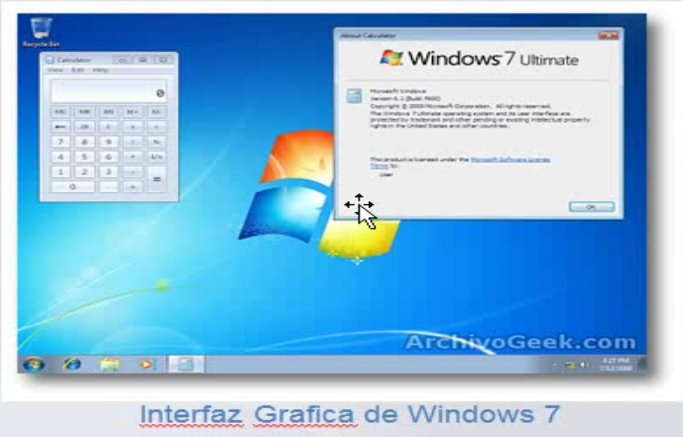 Recycle Bin
Calculator
View Edit Help
0
MC MR MS M+ M-
7 8 9 / %
4 5 6 * 1/x
1 2 3 - =
0 . +
About Calculator
Windows 7 Ultimate
Microsoft Windows
Version 6.1 (Build 7600)
Copyright © 2009 Microsoft Corporation. All rights reserved.
The Windows 7 Ultimate operating system and its user interface are
protected by trademark and other pending or existing intellectual property
rights in the United States and other countries.
This product is licensed under the Microsoft Software License
Terms to:
User
OK
ArchivoGeek.com
4:27 PM
Interfaz Grafica de Windows 7